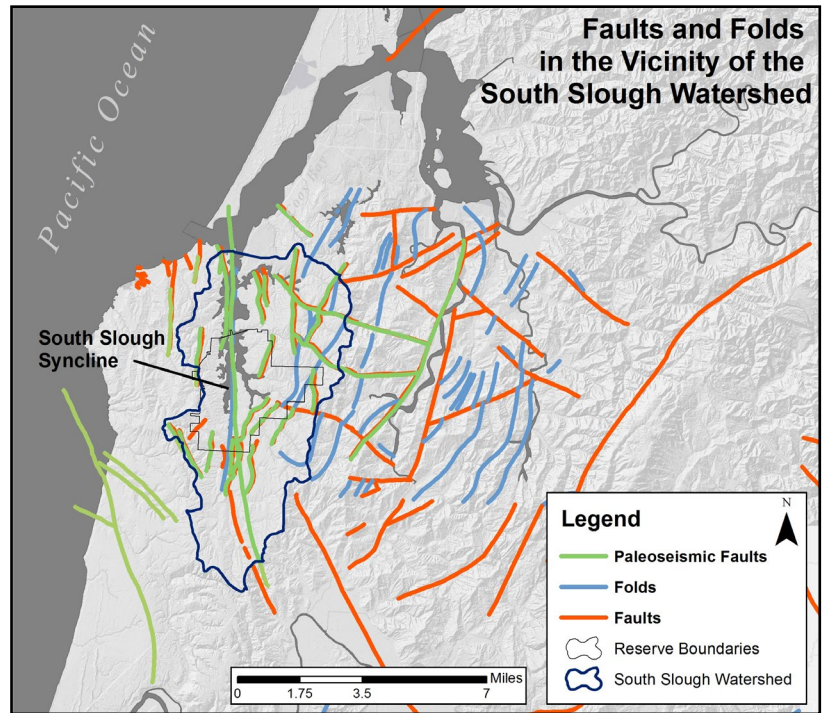 Faults and Folds
in the Vicinity of the
South Slough Watershed
Pacific Ocean
South Slough
Syncline
Legend
N
Paleoseismic Faults
Folds
Faults
Reserve Boundaries
South Slough Watershed
Miles
0 1.75 3.5 7